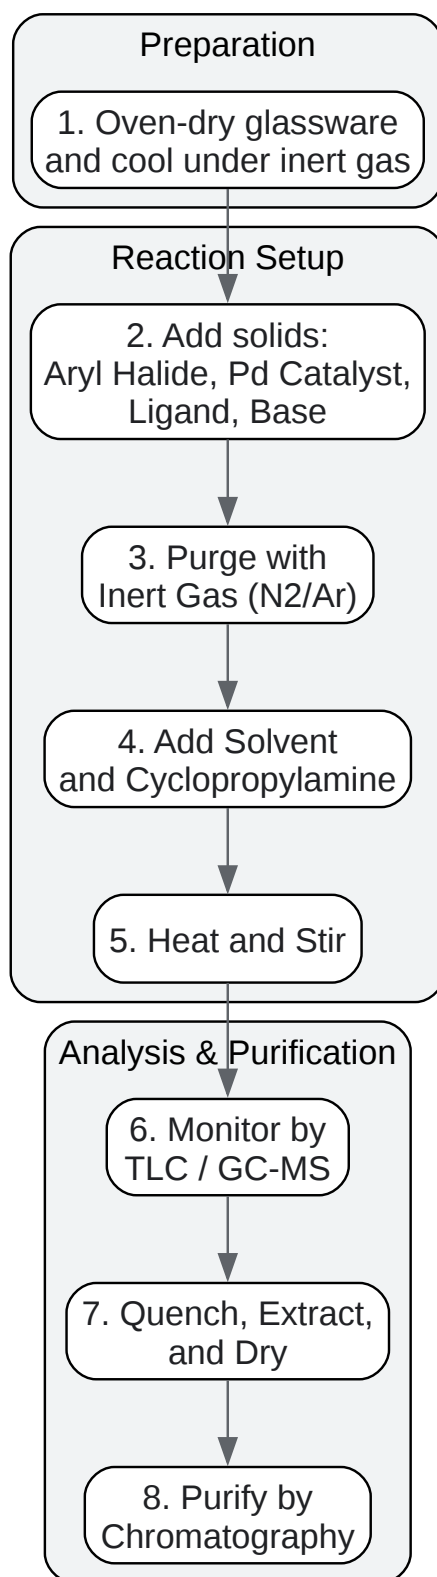 Preparation
1. Oven-dry glassware
and cool under inert gas
Reaction Setup
2. Add solids:
Aryl Halide, Pd Catalyst,
Ligand, Base
3. Purge with
Inert Gas (N2/Ar)
4. Add Solvent
and Cyclopropylamine
5. Heat and Stir
Analysis & Purification
6. Monitor by
TLC / GC-MS
7. Quench, Extract,
and Dry
8. Purify by
Chromatography